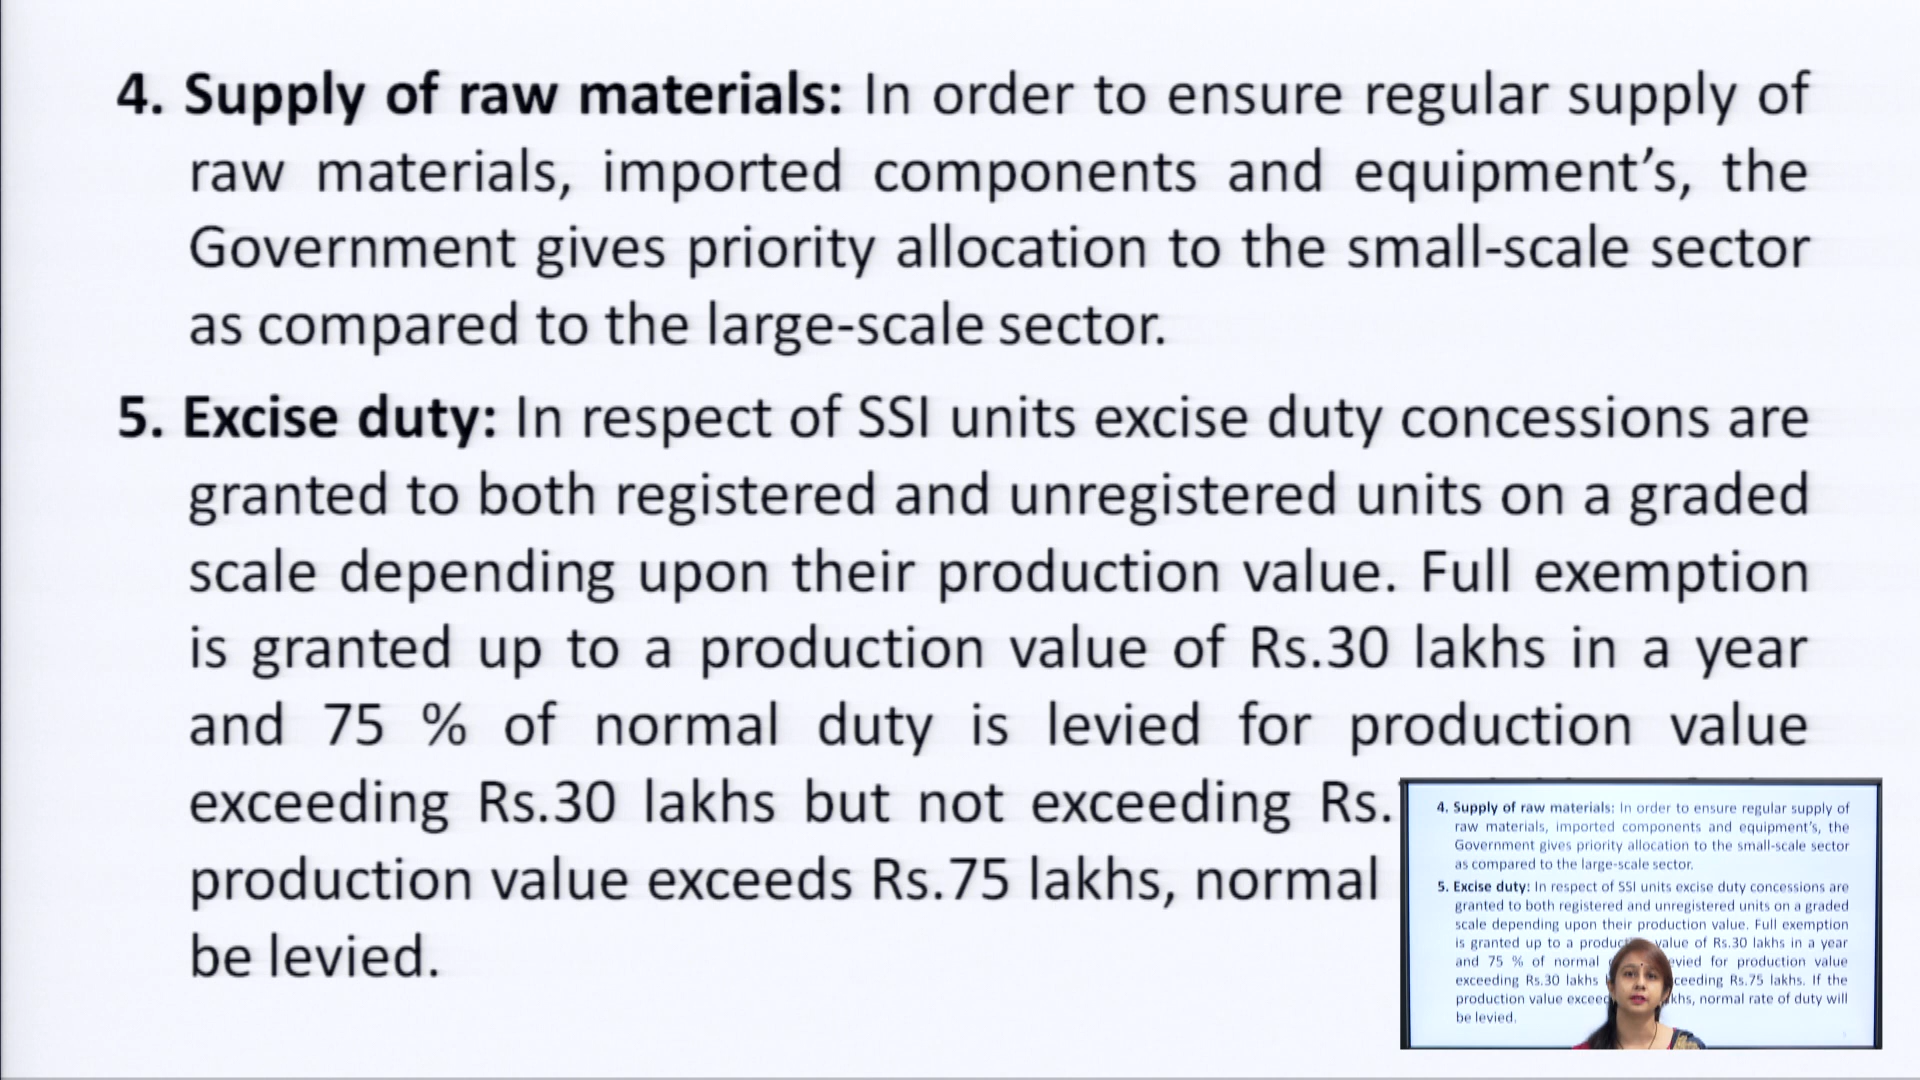 4. Supply of raw materials: In order to ensure regular supply of
raw materials, imported components and equipment’s, the
Government gives priority allocation to the small-scale sector
as compared to the large-scale sector.
5. Excise duty: In respect of SSI units excise duty concessions are
granted to both registered and unregistered units on a graded
scale depending upon their production value. Full exemption
is granted up to a production value of Rs.30 lakhs in a year
and 75 % of normal duty is levied for production value
exceeding Rs.30 lakhs but not exceeding Rs.
production value exceeds Rs.75 lakhs, normal
be levied.
4. Supply of raw materials: In order to ensure regular supply of
raw materials, imported components and equipment’s, the
Government gives priority allocation to the small-scale sector
as compared to the large-scale sector.
5. Excise duty: In respect of SSI units excise duty concessions are
granted to both registered and unregistered units on a graded
scale depending upon their production value. Full exemption
is granted up to a value of Rs.30 lakhs in a year
and 75 % of normal for production value
exceeding Rs.30 lakhs Rs.75 lakhs. If the
production value normal rate of duty will
be levied.